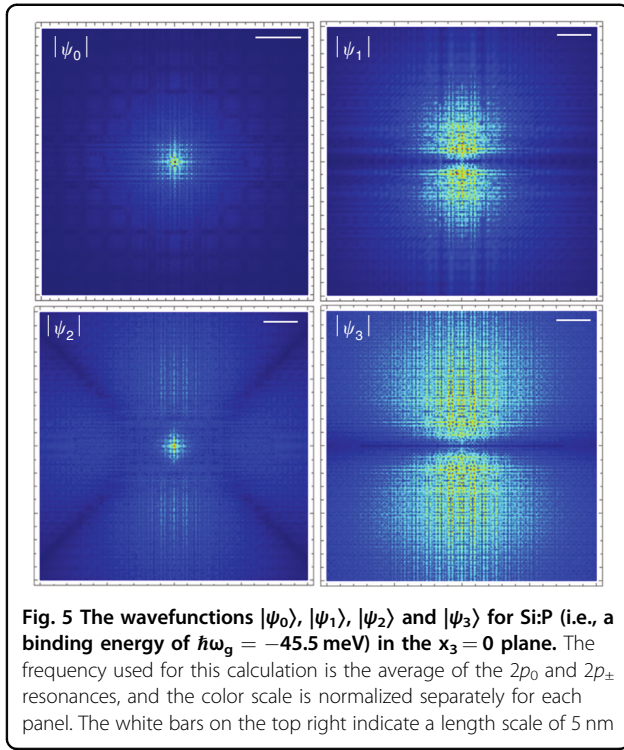 |ψ₀|
|ψ₁|
|ψ₂|
|ψ₃|
Fig. 5 The wavefunctions |ψ₀⟩, |ψ₁⟩, |ψ₂⟩ and |ψ₃⟩ for Si:P (i.e., a
binding energy of ℏω_g = −45.5 meV) in the x₃ = 0 plane. The
frequency used for this calculation is the average of the 2p₀ and 2p±
resonances, and the color scale is normalized separately for each
panel. The white bars on the top right indicate a length scale of 5 nm